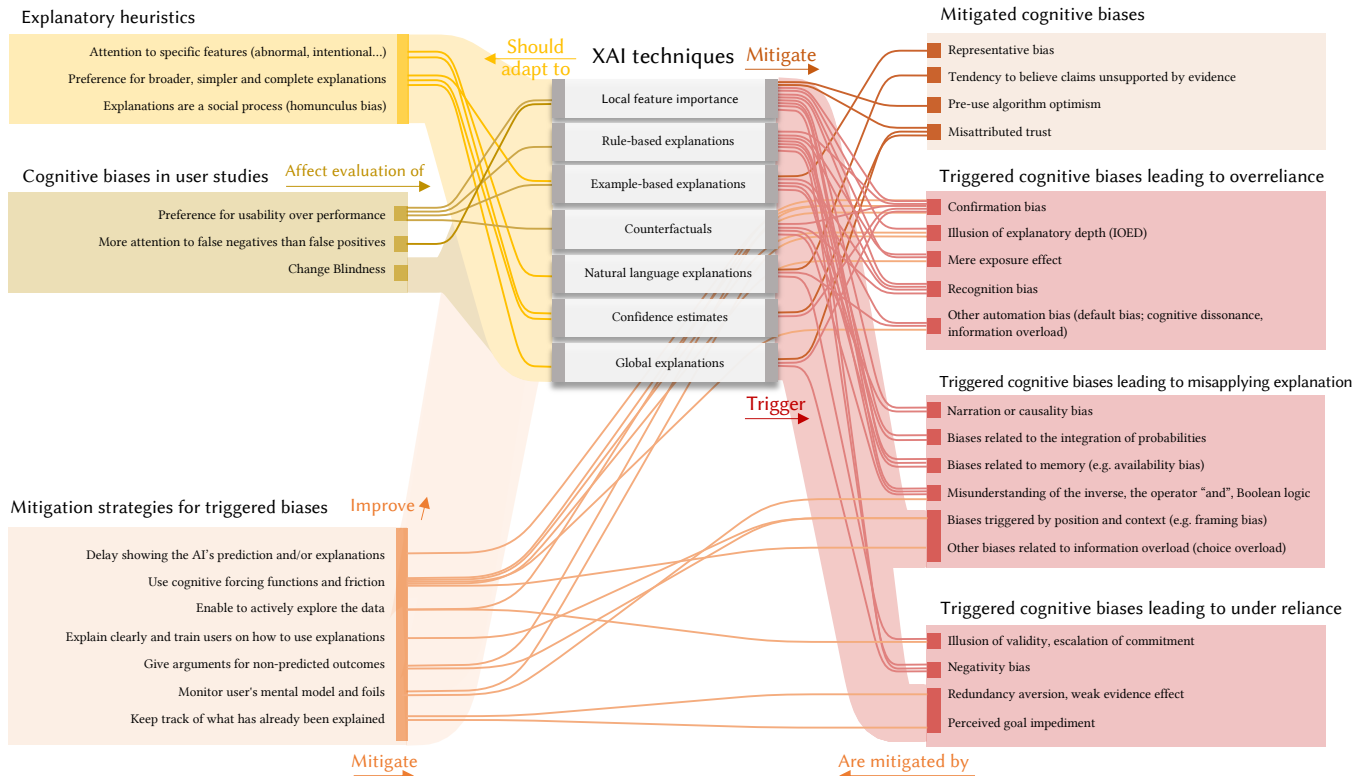 Explanatory heuristics
Attention to specific features (abnormal, intentional...)
Preference for broader, simpler and complete explanations
Explanations are a social process (homunculus bias)
Cognitive biases in user studies
Affect evaluation of
Preference for usability over performance
More attention to false negatives than false positives
Change Blindness
Mitigation strategies for triggered biases
Improve
Delay showing the AI's prediction and/or explanations
Use cognitive forcing functions and friction
Enable to actively explore the data
Explain clearly and train users on how to use explanations
Give arguments for non-predicted outcomes
Monitor user's mental model and foils
Keep track of what has already been explained
Mitigate
Should
adapt to
XAI techniques
Mitigate
Local feature importance
Rule-based explanations
Example-based explanations
Counterfactuals
Natural language explanations
Confidence estimates
Global explanations
Trigger
Mitigated cognitive biases
Representative bias
Tendency to believe claims unsupported by evidence
Pre-use algorithm optimism
Misattributed trust
Triggered cognitive biases leading to overreliance
Confirmation bias
Illusion of explanatory depth (IOED)
Mere exposure effect
Recognition bias
Other automation bias (default bias; cognitive dissonance,
information overload)
Triggered cognitive biases leading to misapplying explanation
Narration or causality bias
Biases related to the integration of probabilities
Biases related to memory (e.g. availability bias)
Misunderstanding of the inverse, the operator “and”, Boolean logic
Biases triggered by position and context (e.g. framing bias)
Other biases related to information overload (choice overload)
Triggered cognitive biases leading to under reliance
Illusion of validity, escalation of commitment
Negativity bias
Redundancy aversion, weak evidence effect
Perceived goal impediment
Are mitigated by